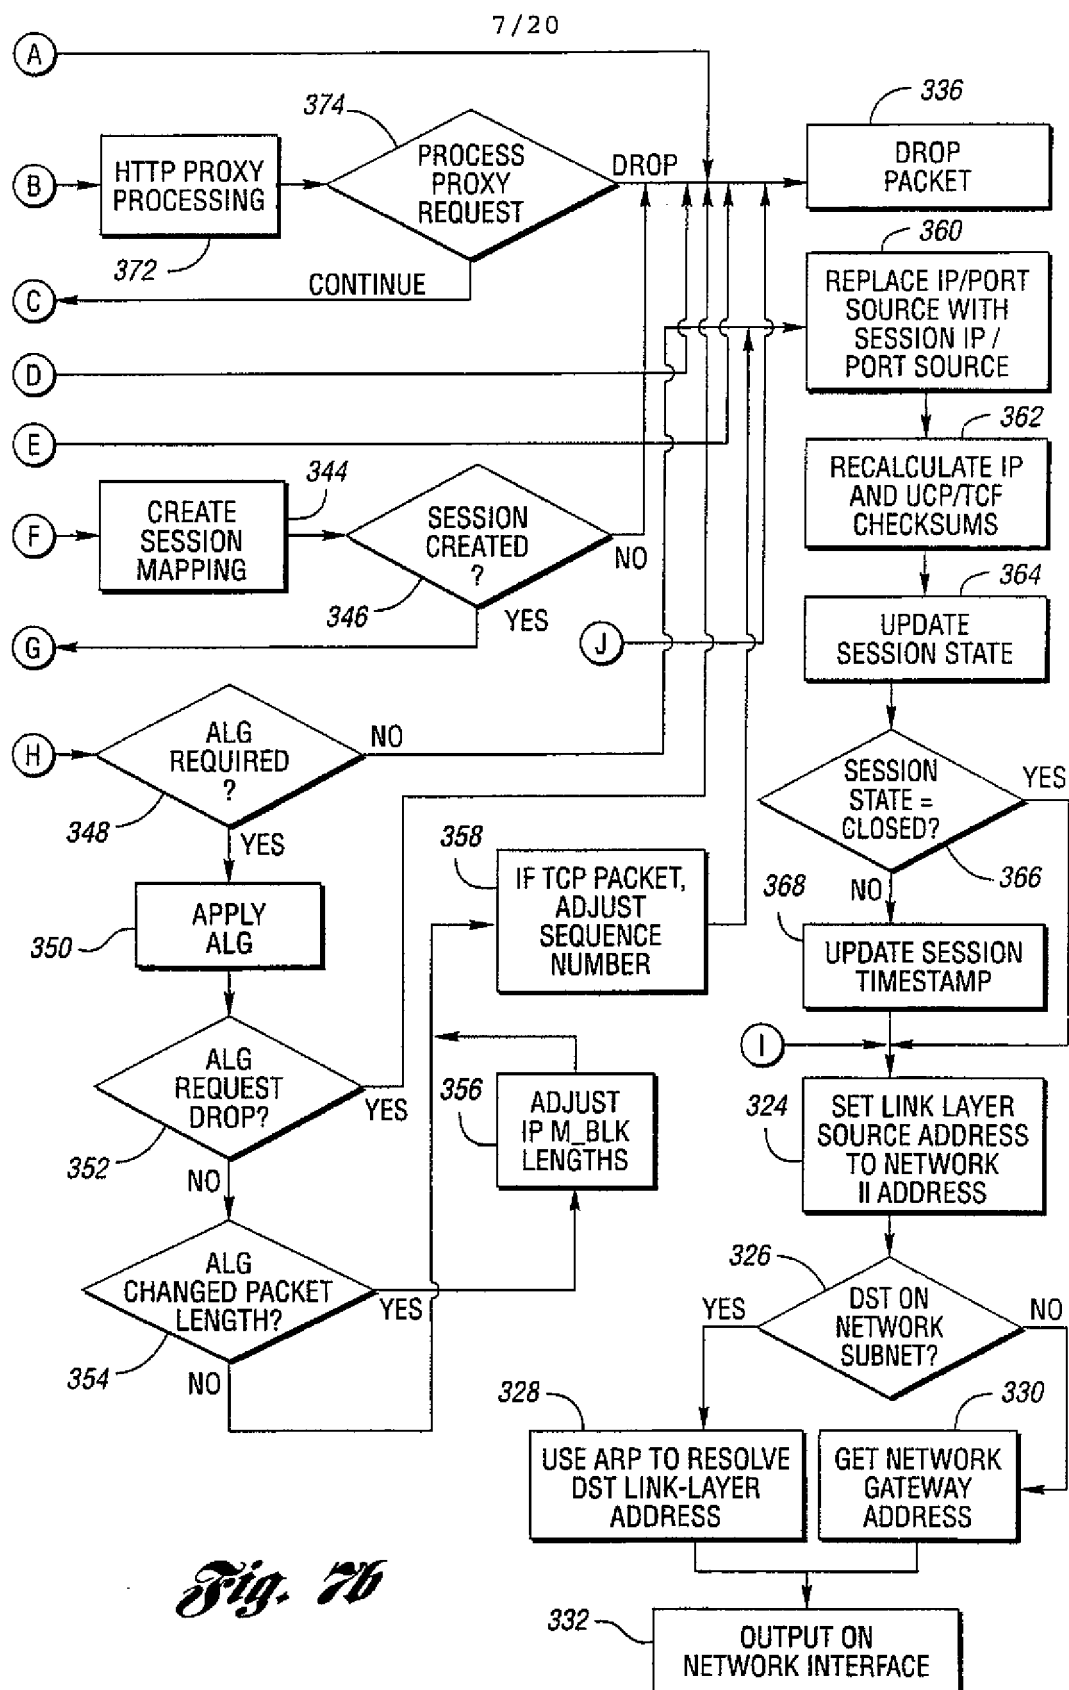 7/20
A
374
336
B
HTTP PROXY
PROCESSING
372
PROCESS
PROXY
REQUEST
DROP
DROP
PACKET
C
CONTINUE
360
REPLACE IP/PORT
SOURCE WITH
SESSION IP /
PORT SOURCE
D
E
362
RECALCULATE IP
AND UCP/TCF
CHECKSUMS
F
344
CREATE
SESSION
MAPPING
SESSION
CREATED
?
346
NO
YES
G
J
364
UPDATE
SESSION STATE
H
ALG
REQUIRED
?
NO
348
YES
SESSION
STATE =
CLOSED?
YES
366
NO
350
APPLY
ALG
358
IF TCP PACKET,
ADJUST
SEQUENCE
NUMBER
368
UPDATE SESSION
TIMESTAMP
I
ALG
REQUEST
DROP?
YES
352
NO
356
ADJUST
IP M_BLK
LENGTHS
324
SET LINK LAYER
SOURCE ADDRESS
TO NETWORK
II ADDRESS
ALG
CHANGED PACKET
LENGTH?
YES
354
NO
326
DST ON
NETWORK
SUBNET?
YES
NO
328
USE ARP TO RESOLVE
DST LINK-LAYER
ADDRESS
330
GET NETWORK
GATEWAY
ADDRESS
332
OUTPUT ON
NETWORK INTERFACE
Fig. 7b